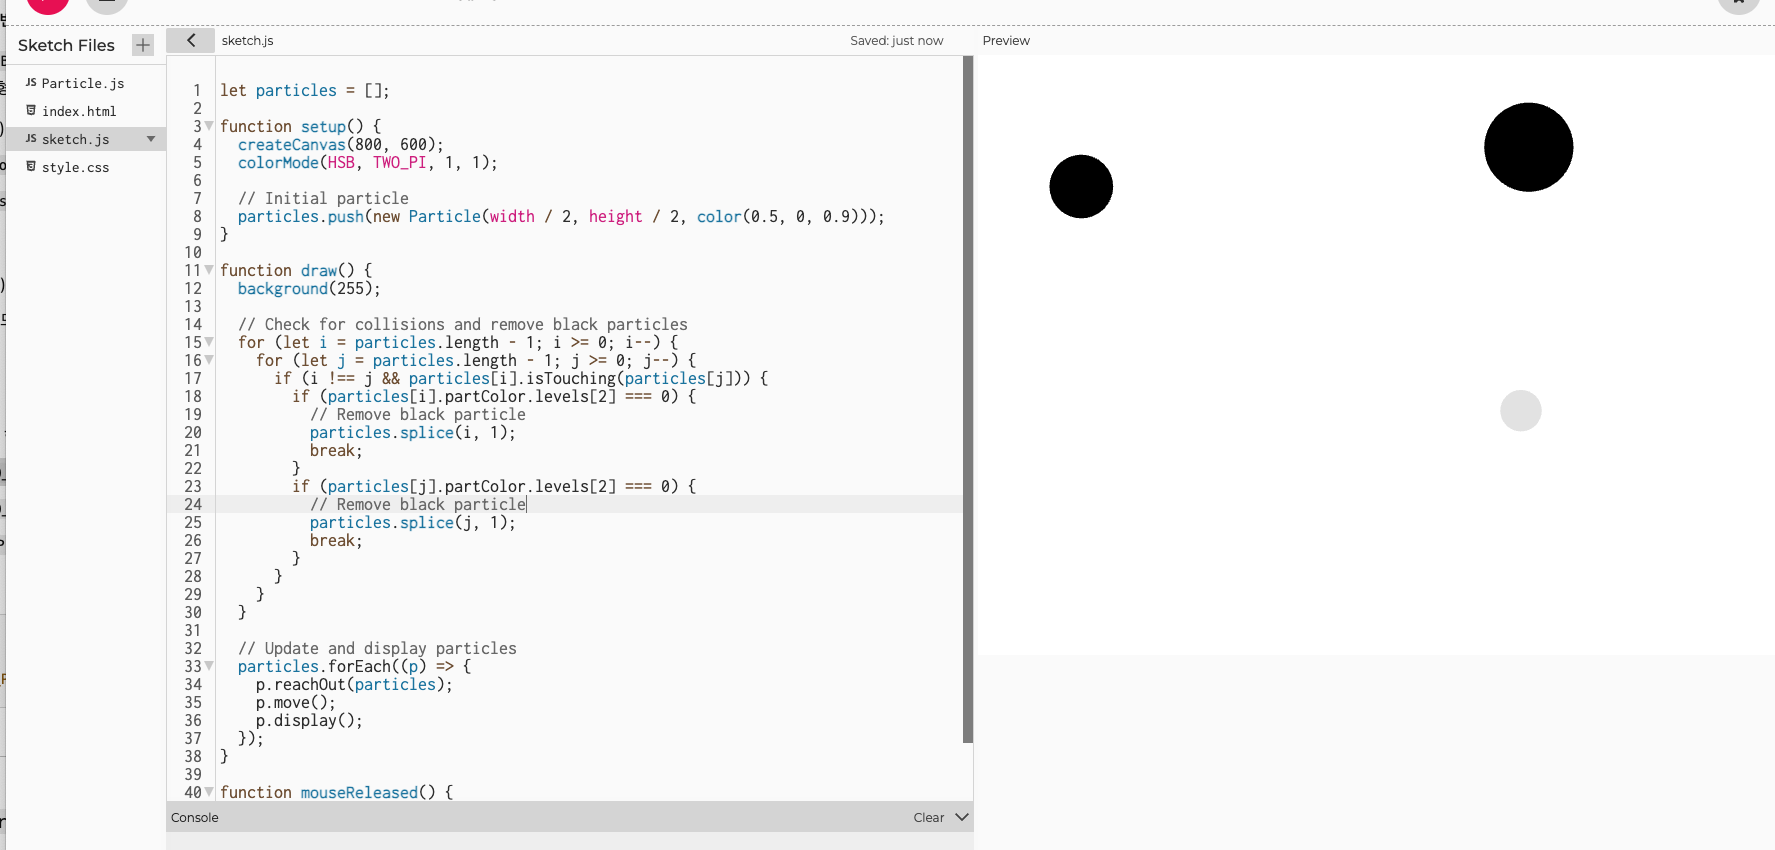 Sketch Files
JS Particle.js
index.html
JS sketch.js
style.css
sketch.js
Saved: just now
Preview
1 let particles = [];
2
3 function setup() {
4   createCanvas(800, 600);
5   colorMode(HSB, TWO_PI, 1, 1);
6
7   // Initial particle
8   particles.push(new Particle(width / 2, height / 2, color(0.5, 0, 0.9)));
9 }
10
11 function draw() {
12   background(255);
13
14   // Check for collisions and remove black particles
15   for (let i = particles.length - 1; i >= 0; i--) {
16     for (let j = particles.length - 1; j >= 0; j--) {
17       if (i !== j && particles[i].isTouching(particles[j])) {
18         if (particles[i].partColor.levels[2] === 0) {
19           // Remove black particle
20           particles.splice(i, 1);
21           break;
22         }
23         if (particles[j].partColor.levels[2] === 0) {
24           // Remove black particle
25           particles.splice(j, 1);
26           break;
27         }
28       }
29     }
30   }
31
32   // Update and display particles
33   particles.forEach((p) => {
34     p.reachOut(particles);
35     p.move();
36     p.display();
37   });
38 }
39
40 function mouseReleased() {
Console
Clear